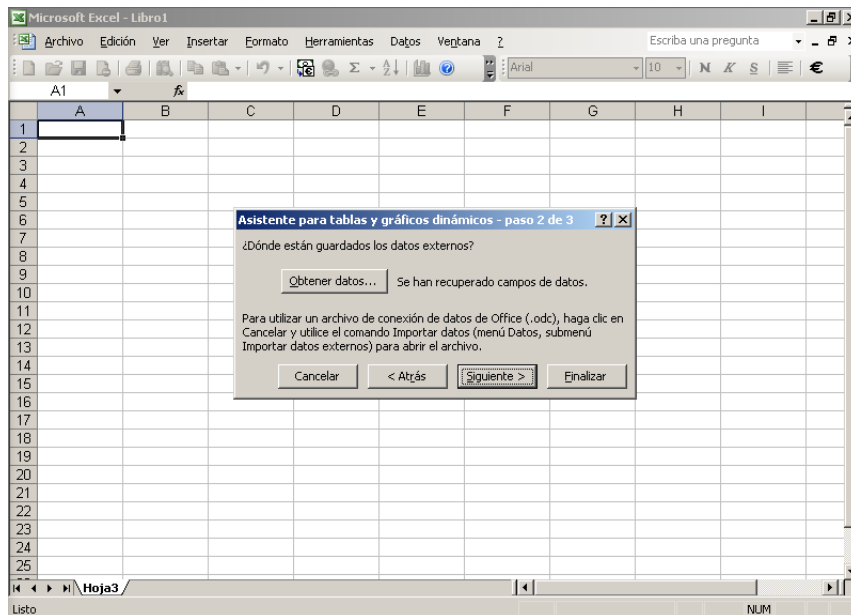 Microsoft Excel - Libro1
Archivo Edición Ver Insertar Formato Herramientas Datos Ventana ? Escriba una pregunta
Arial 10 N K S €
A1 fx
A B C D E F G H I
1
2
3
4
5
6
7
8
9
10
11
12
13
14
15
16
17
18
19
20
21
22
23
24
25
Asistente para tablas y gráficos dinámicos - paso 2 de 3
¿Dónde están guardados los datos externos?
Obtener datos... Se han recuperado campos de datos.
Para utilizar un archivo de conexión de datos de Office (.odc), haga clic en
Cancelar y utilice el comando Importar datos (menú Datos, submenú
Importar datos externos) para abrir el archivo.
Cancelar < Atrás Siguiente > Finalizar
Hoja3
Listo NUM